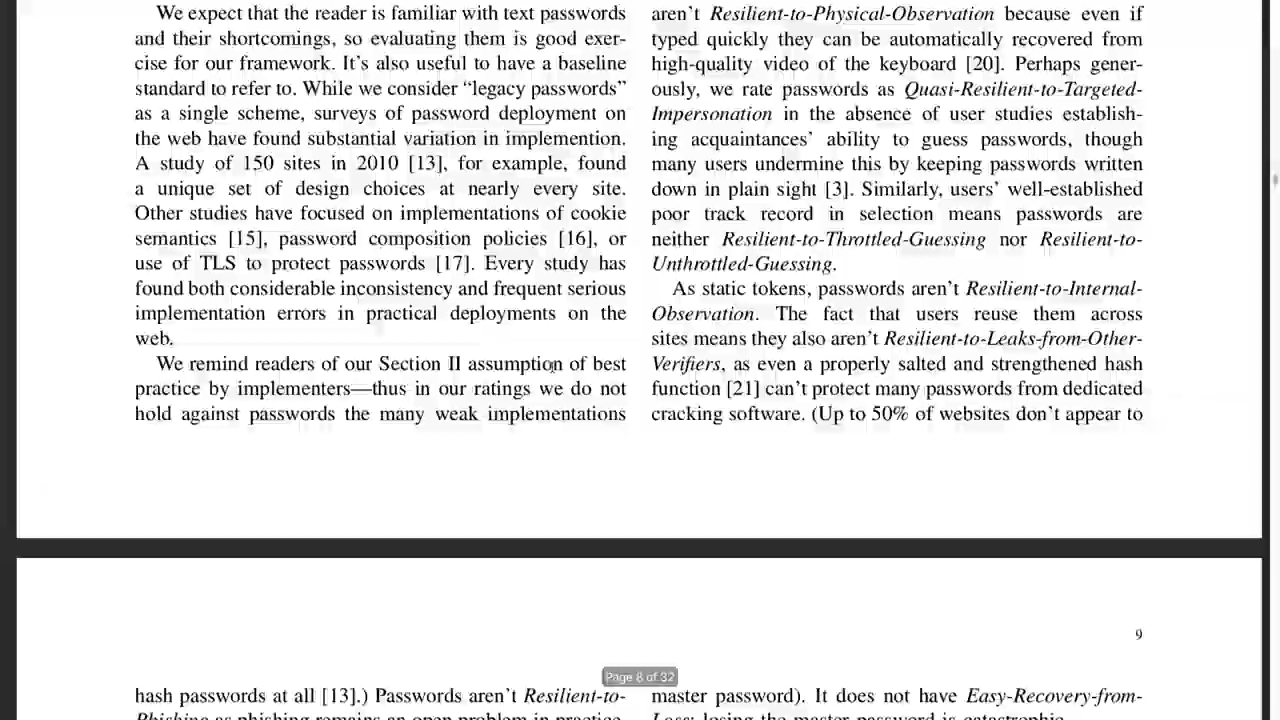 We expect that the reader is familiar with text passwords
and their shortcomings, so evaluating them is good exer-
cise for our framework. It's also useful to have a baseline
standard to refer to. While we consider “legacy passwords”
as a single scheme, surveys of password deployment on
the web have found substantial variation in implemention.
A study of 150 sites in 2010 [13], for example, found
a unique set of design choices at nearly every site.
Other studies have focused on implementations of cookie
semantics [15], password composition policies [16], or
use of TLS to protect passwords [17]. Every study has
found both considerable inconsistency and frequent serious
implementation errors in practical deployments on the
web.
We remind readers of our Section II assumption of best
practice by implementers—thus in our ratings we do not
hold against passwords the many weak implementations
aren't Resilient-to-Physical-Observation because even if
typed quickly they can be automatically recovered from
high-quality video of the keyboard [20]. Perhaps gener-
ously, we rate passwords as Quasi-Resilient-to-Targeted-
Impersonation in the absence of user studies establish-
ing acquaintances' ability to guess passwords, though
many users undermine this by keeping passwords written
down in plain sight [3]. Similarly, users' well-established
poor track record in selection means passwords are
neither Resilient-to-Throttled-Guessing nor Resilient-to-
Unthrottled-Guessing.
As static tokens, passwords aren't Resilient-to-Internal-
Observation. The fact that users reuse them across
sites means they also aren't Resilient-to-Leaks-from-Other-
Verifiers, as even a properly salted and strengthened hash
function [21] can't protect many passwords from dedicated
cracking software. (Up to 50% of websites don't appear to
9
Page 8 of 32
hash passwords at all [13].) Passwords aren't Resilient-to-
Phishing as phishing remains an open problem in practice.
master password). It does not have Easy-Recovery-from-
Loss: losing the master password is catastrophic.